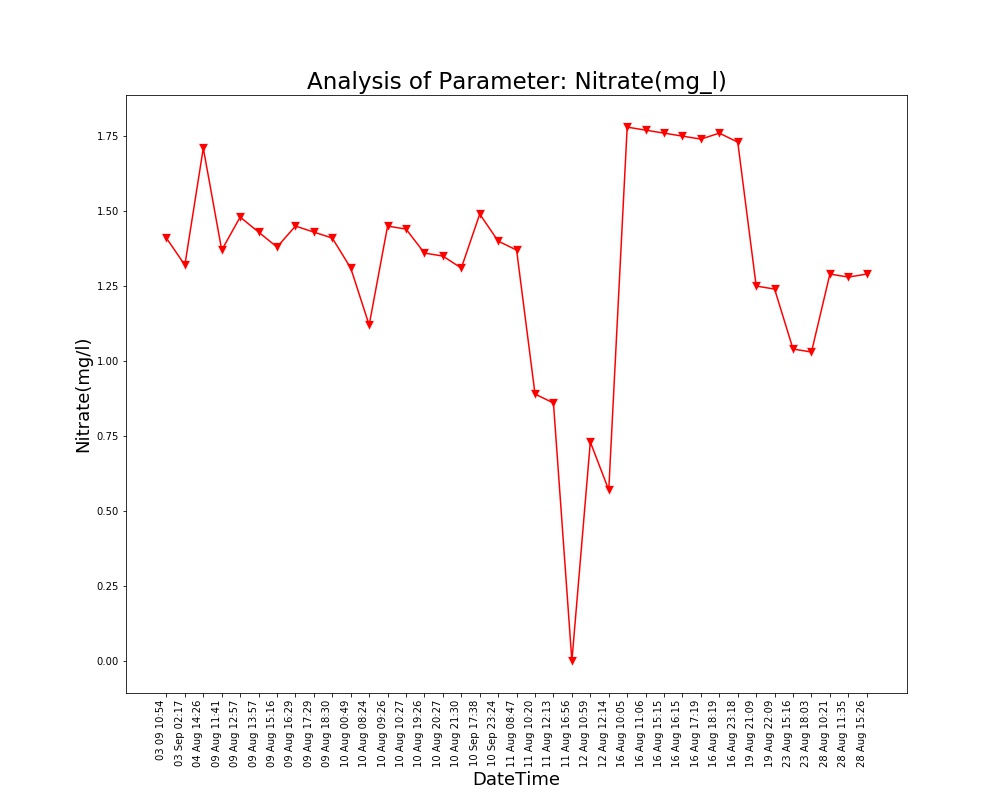 Analysis of Parameter: Nitrate(mg_l)
Nitrate(mg/l)
1.75
1.50
1.25
1.00
0.75
0.50
0.25
0.00
03 09 10:54
03 Sep 02:17
04 Aug 14:26
09 Aug 11:41
09 Aug 12:57
09 Aug 13:57
09 Aug 15:16
09 Aug 16:29
09 Aug 17:29
09 Aug 18:30
10 Aug 00:49
10 Aug 08:24
10 Aug 09:26
10 Aug 10:27
10 Aug 19:26
10 Aug 20:27
10 Aug 21:30
10 Sep 17:38
10 Sep 23:24
11 Aug 08:47
11 Aug 10:20
11 Aug 12:13
11 Aug 16:56
12 Aug 10:59
12 Aug 12:14
16 Aug 10:05
16 Aug 11:06
16 Aug 15:15
16 Aug 16:15
16 Aug 17:19
16 Aug 18:19
16 Aug 23:18
19 Aug 21:09
19 Aug 22:09
23 Aug 15:16
23 Aug 18:03
28 Aug 10:21
28 Aug 11:35
28 Aug 15:26
DateTime